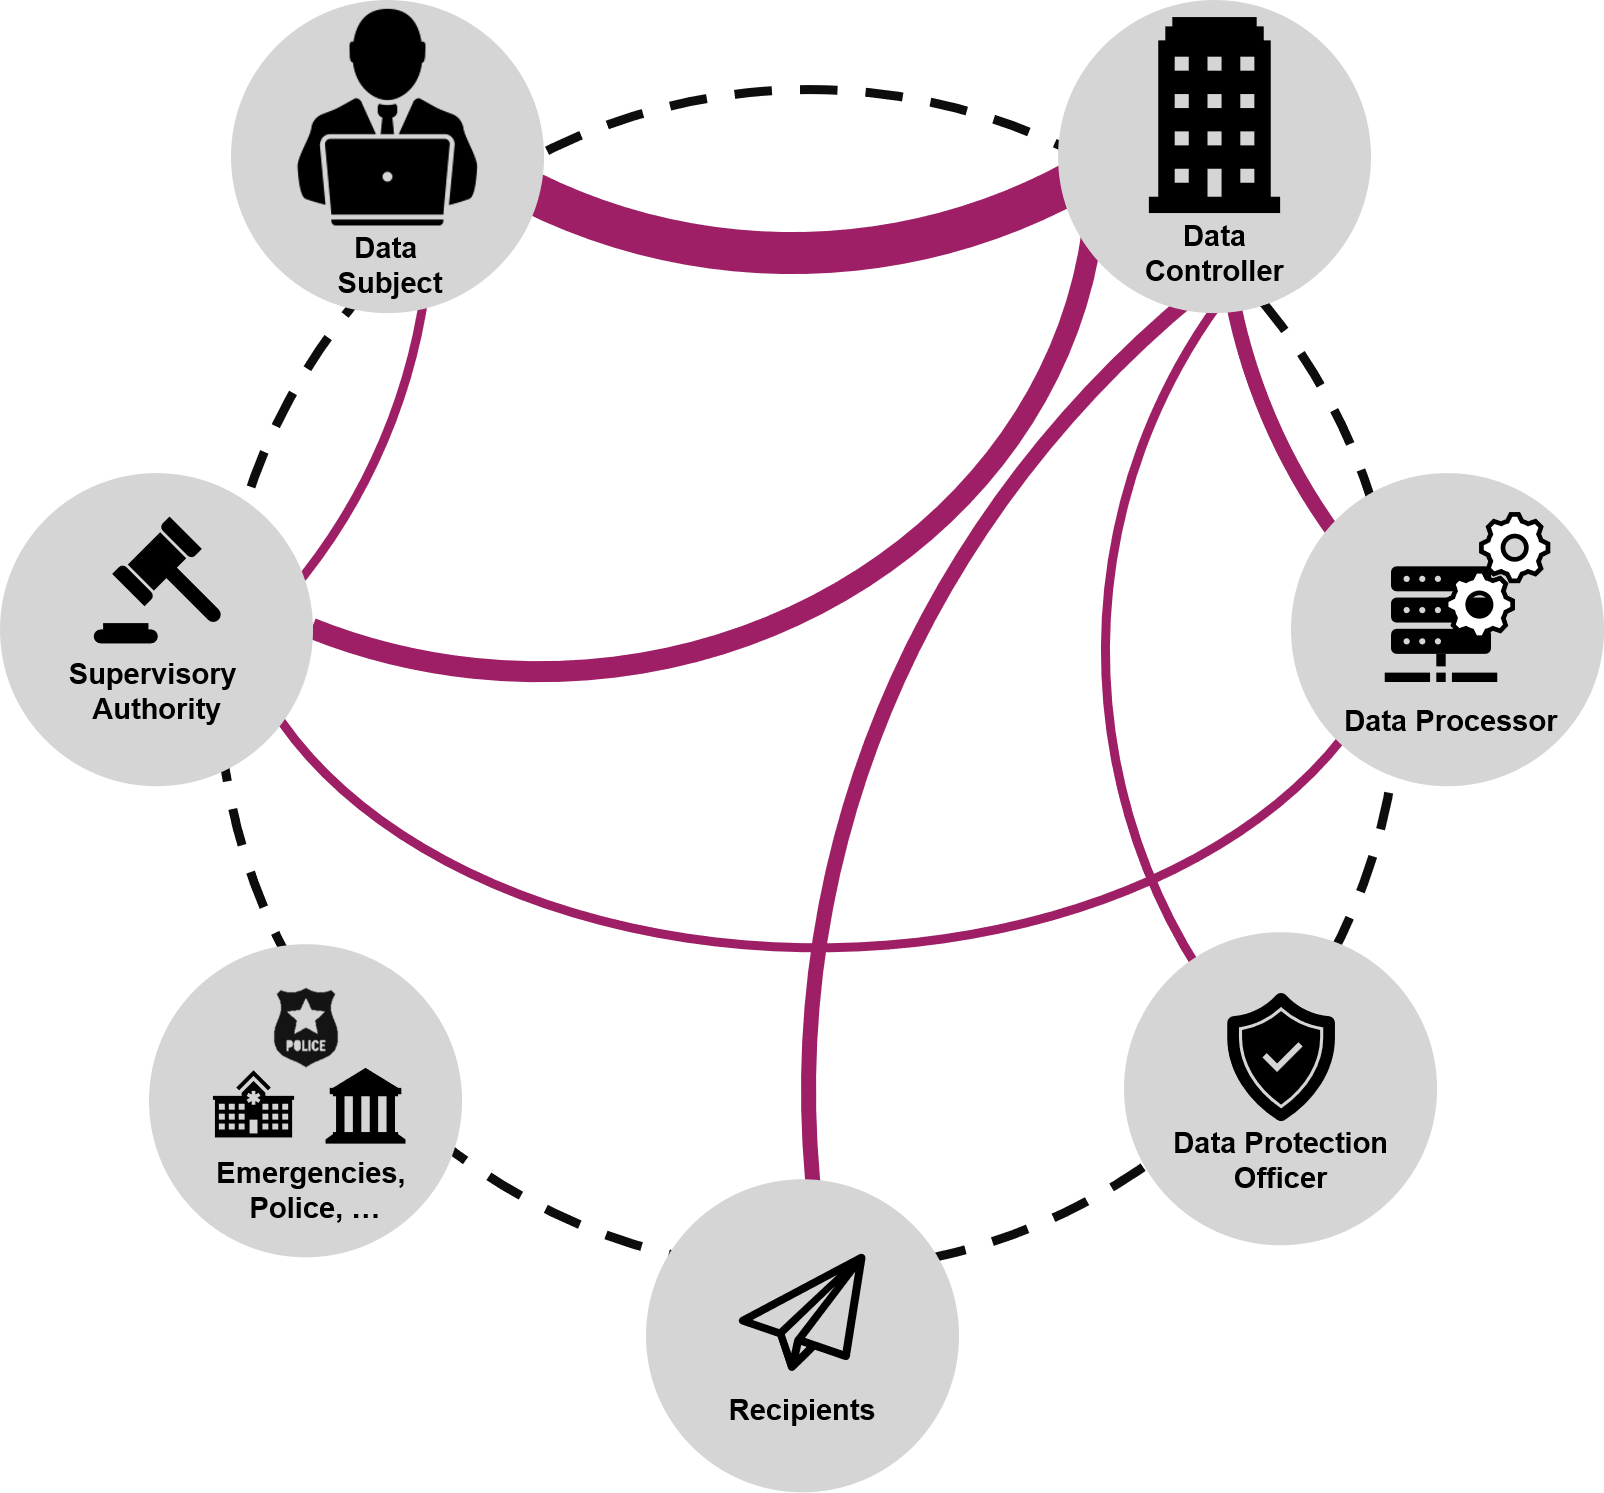 Data
Subject
Data
Controller
Supervisory
Authority
Data Processor
POLICE
Emergencies,
Police, …
Data Protection
Officer
Recipients